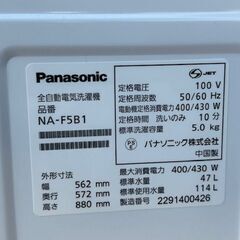 Panasonic
全自動電気洗濯機
品番
NA-F5B1
外形寸法
幅 562 mm
奥行 572 mm
高さ 880 mm
JET
定格電圧 100 V
定格周波数 50/60 Hz
電動機定格消費電力 400/430 W
定格時間 洗いのみ 10 分
標準洗濯容量 5.0 kg
PS E
パナソニック株式会社
中国製
最大消費電力 400/430 W
標準水量 47 L
標準使用水量 114 L
製造番号 2291400426